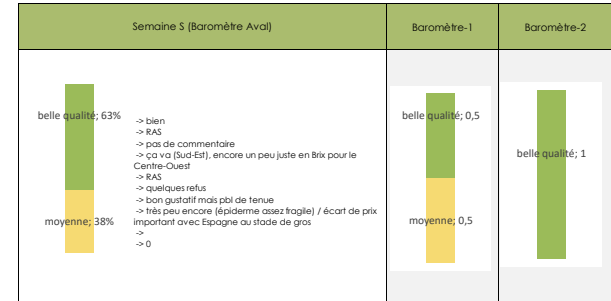 Semaine S (Baromètre Aval)
Baromètre-1
Baromètre-2
belle qualité; 63%
moyenne; 38%
-> bien
-> RAS
-> pas de commentaire
-> ça va (Sud-Est), encore un peu juste en Brix pour le
Centre-Ouest
-> RAS
-> quelques refus
-> bon gustatif mais pbl de tenue
-> très peu encore (épiderme assez fragile) / écart de prix
important avec Espagne au stade de gros
->
-> 0
belle qualité; 0,5
moyenne; 0,5
belle qualité; 1